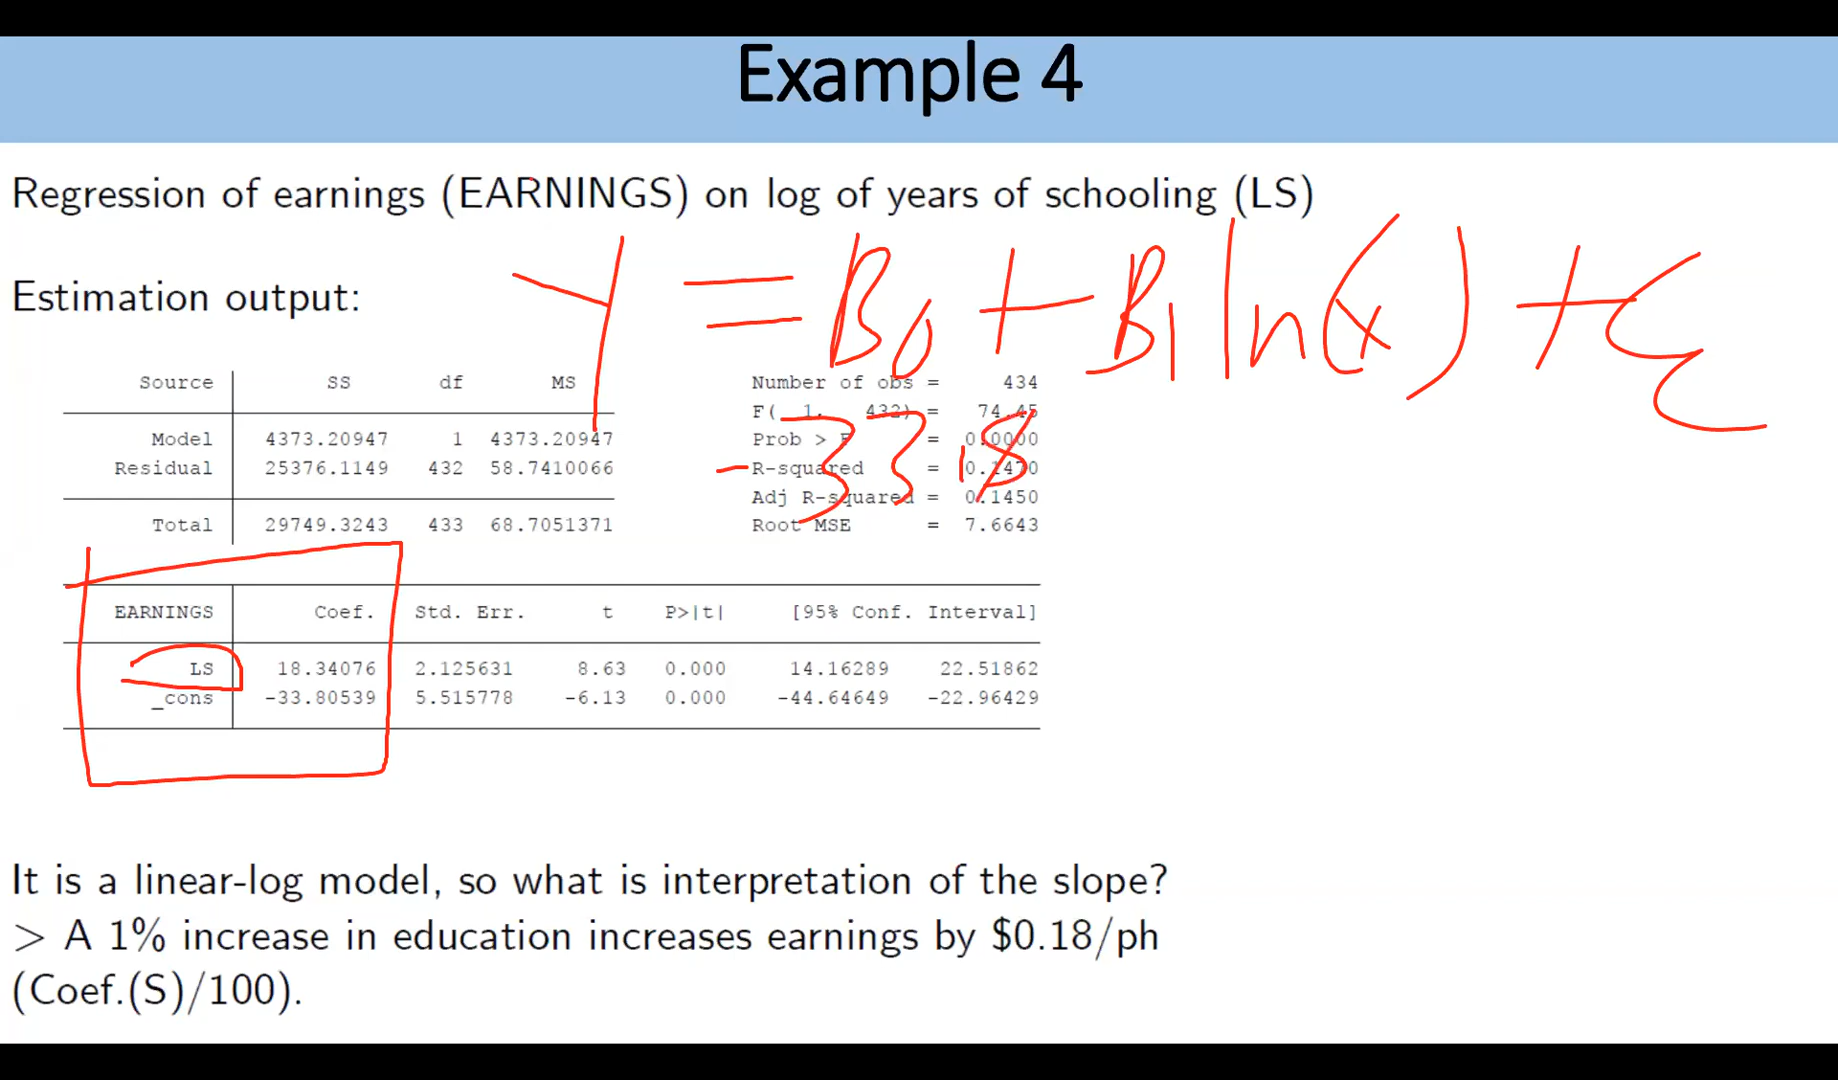 Example 4
Regression of earnings (EARNINGS) on log of years of schooling (LS)
Y = B0 + B1 ln(x) + ε
Estimation output:
Source | SS df MS Number of obs = 434
F( 1, 432) = 74.45
Model | 4373.20947 1 4373.20947 Prob > F = 0.0000
Residual | 25376.1149 432 58.7410066 R-squared = 0.1470
Adj R-squared = 0.1450
Total | 29749.3243 433 68.7051371 Root MSE = 7.6643
-33.8
EARNINGS | Coef. Std. Err. t P>|t| [95% Conf. Interval]
LS | 18.34076 2.125631 8.63 0.000 14.16289 22.51862
_cons | -33.80539 5.515778 -6.13 0.000 -44.64649 -22.96429
It is a linear-log model, so what is interpretation of the slope?
> A 1% increase in education increases earnings by $0.18/ph
(Coef.(S)/100).